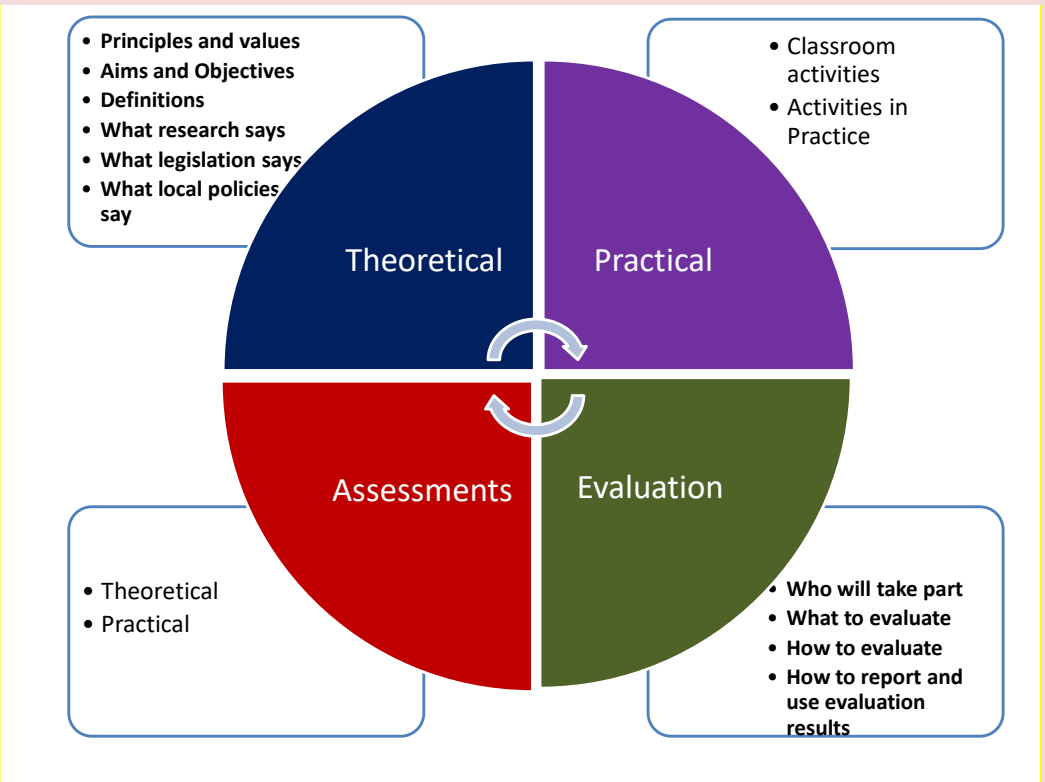 • Principles and values
• Aims and Objectives
• Definitions
• What research says
• What legislation says
• What local policies
say
• Classroom
activities
• Activities in
Practice
Theoretical
Practical
Assessments
Evaluation
• Theoretical
• Practical
• Who will take part
• What to evaluate
• How to evaluate
• How to report and
use evaluation
results